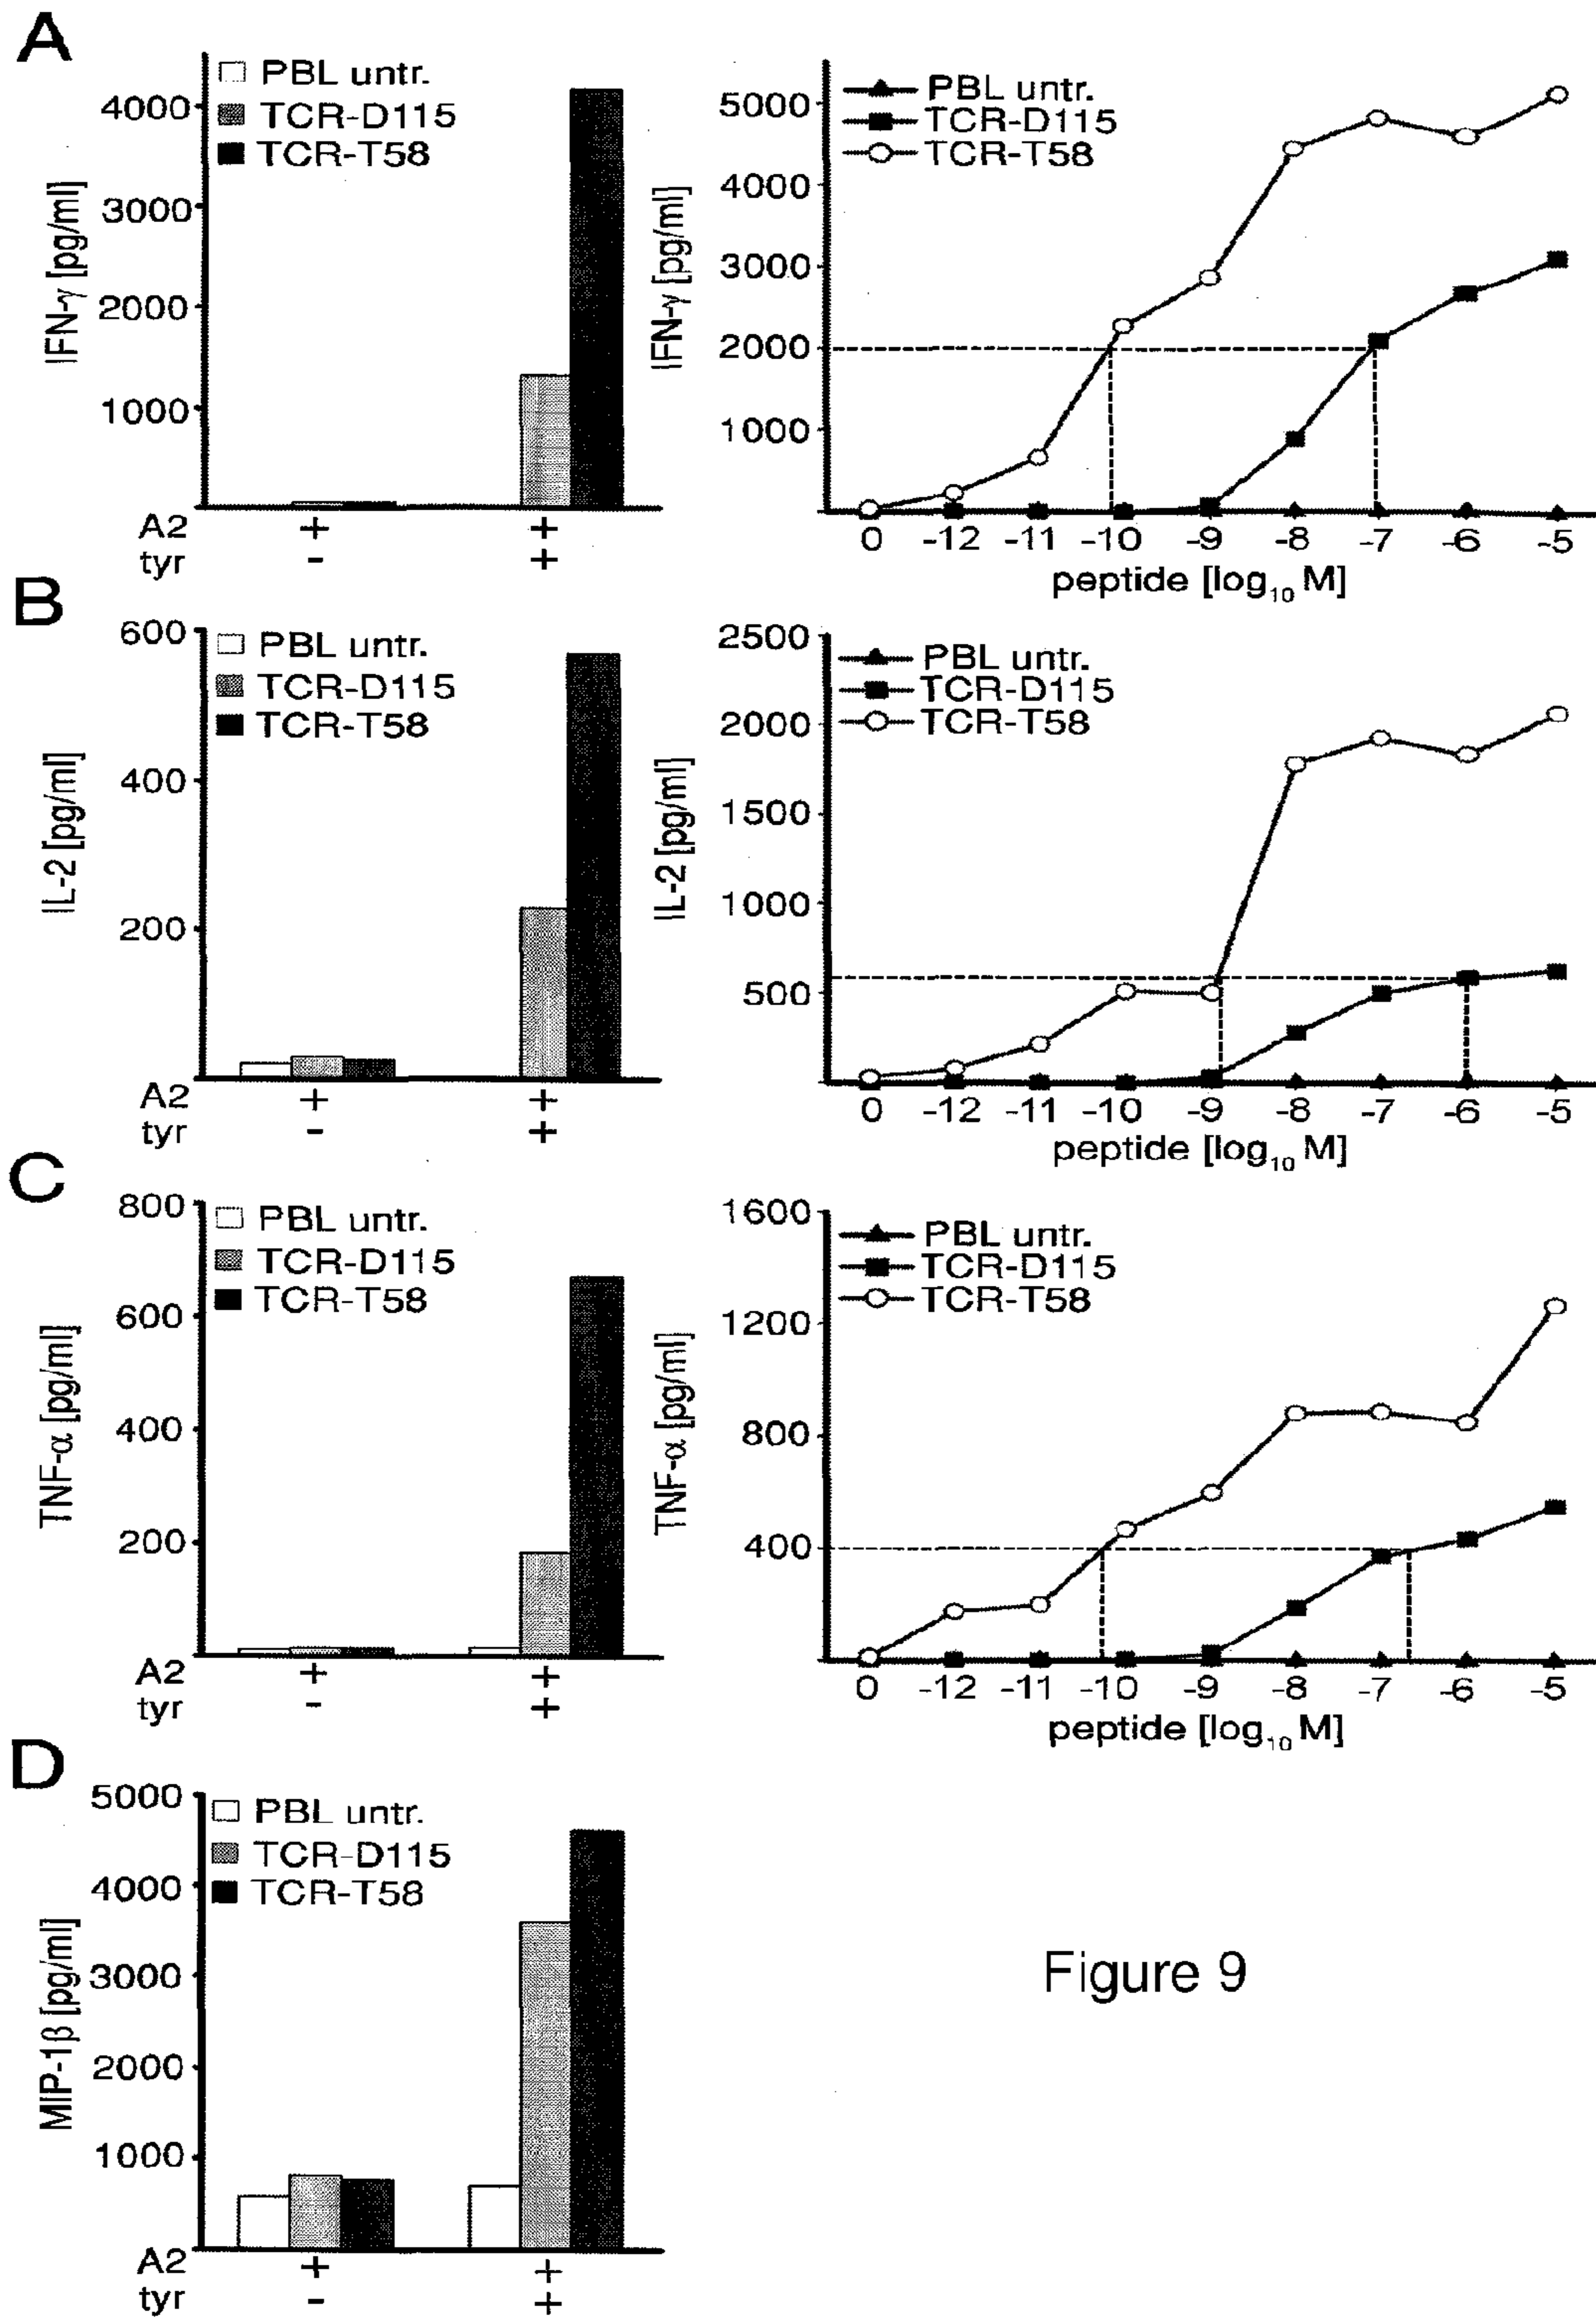 A
PBL untr.
TCR-D115
TCR-T58
4000
3000
2000
1000
IFN-γ [pg/ml]
A2 + +
tyr - +
PBL untr.
TCR-D115
TCR-T58
5000
4000
3000
2000
1000
IFN-γ [pg/ml]
0 -12 -11 -10 -9 -8 -7 -6 -5
peptide [log₁₀ M]
B
PBL untr.
TCR-D115
TCR-T58
600
400
200
IL-2 [pg/ml]
A2 + +
tyr - +
PBL untr.
TCR-D115
TCR-T58
2500
2000
1500
1000
500
IL-2 [pg/ml]
0 -12 -11 -10 -9 -8 -7 -6 -5
peptide [log₁₀ M]
C
PBL untr.
TCR-D115
TCR-T58
800
600
400
200
TNF-α [pg/ml]
A2 + +
tyr - +
PBL untr.
TCR-D115
TCR-T58
1600
1200
800
400
TNF-α [pg/ml]
0 -12 -11 -10 -9 -8 -7 -6 -5
peptide [log₁₀ M]
D
PBL untr.
TCR-D115
TCR-T58
5000
4000
3000
2000
1000
MIP-1β [pg/ml]
A2 + +
tyr - +
Figure 9